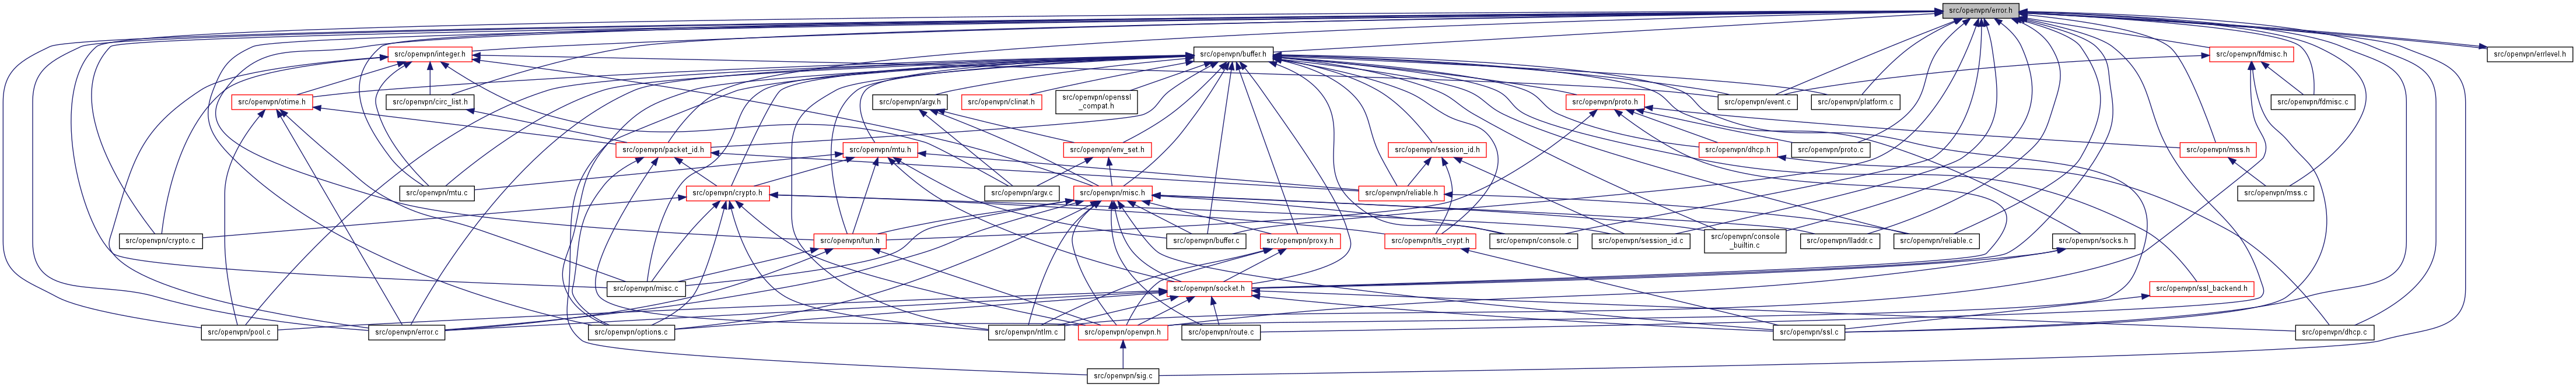 src/openvpn/error.h
src/openvpn/integer.h
src/openvpn/buffer.h
src/openvpn/fdmisc.h
src/openvpn/errlevel.h
src/openvpn/otime.h
src/openvpn/circ_list.h
src/openvpn/argv.h
src/openvpn/clinat.h
src/openvpn/openssl
_compat.h
src/openvpn/proto.h
src/openvpn/event.c
src/openvpn/platform.c
src/openvpn/fdmisc.c
src/openvpn/packet_id.h
src/openvpn/mtu.h
src/openvpn/env_set.h
src/openvpn/session_id.h
src/openvpn/dhcp.h
src/openvpn/proto.c
src/openvpn/mss.h
src/openvpn/mtu.c
src/openvpn/crypto.h
src/openvpn/argv.c
src/openvpn/misc.h
src/openvpn/reliable.h
src/openvpn/mss.c
src/openvpn/crypto.c
src/openvpn/tun.h
src/openvpn/buffer.c
src/openvpn/proxy.h
src/openvpn/tls_crypt.h
src/openvpn/console.c
src/openvpn/session_id.c
src/openvpn/console
_builtin.c
src/openvpn/lladdr.c
src/openvpn/reliable.c
src/openvpn/socks.h
src/openvpn/misc.c
src/openvpn/socket.h
src/openvpn/ssl_backend.h
src/openvpn/pool.c
src/openvpn/error.c
src/openvpn/options.c
src/openvpn/ntlm.c
src/openvpn/openvpn.h
src/openvpn/route.c
src/openvpn/ssl.c
src/openvpn/dhcp.c
src/openvpn/sig.c